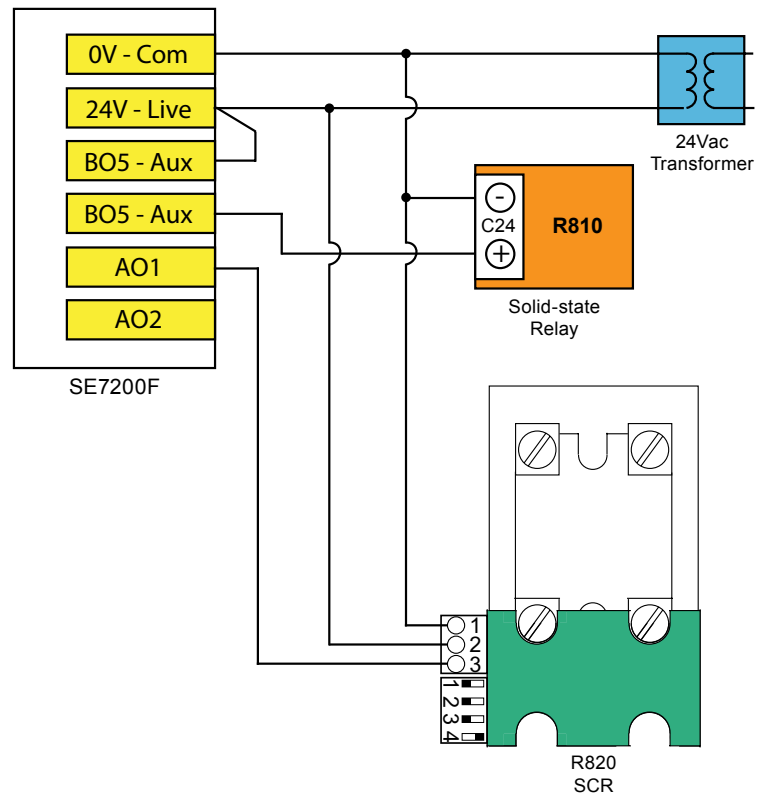 0V - Com
24V - Live
BO5 - Aux
BO5 - Aux
AO1
AO2
SE7200F
24Vac
Transformer
-
C24
+
R810
Solid-state
Relay
1
2
3
1
2
3
4
R820
SCR